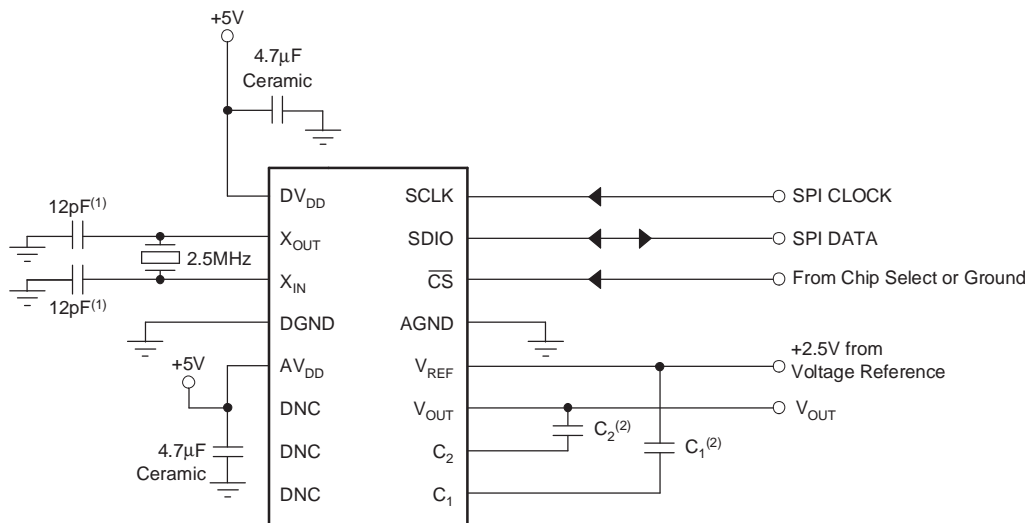 +5V
4.7μF
Ceramic
DV_DD
SCLK
SPI CLOCK
12pF(1)
X_OUT
2.5MHz
SDIO
SPI DATA
X_IN
12pF(1)
C̅S̅
From Chip Select or Ground
DGND
AGND
+5V
AV_DD
V_REF
+2.5V from
Voltage Reference
DNC
V_OUT
V_OUT
C_2(2)
4.7μF
Ceramic
DNC
C_2
C_1(2)
DNC
C_1